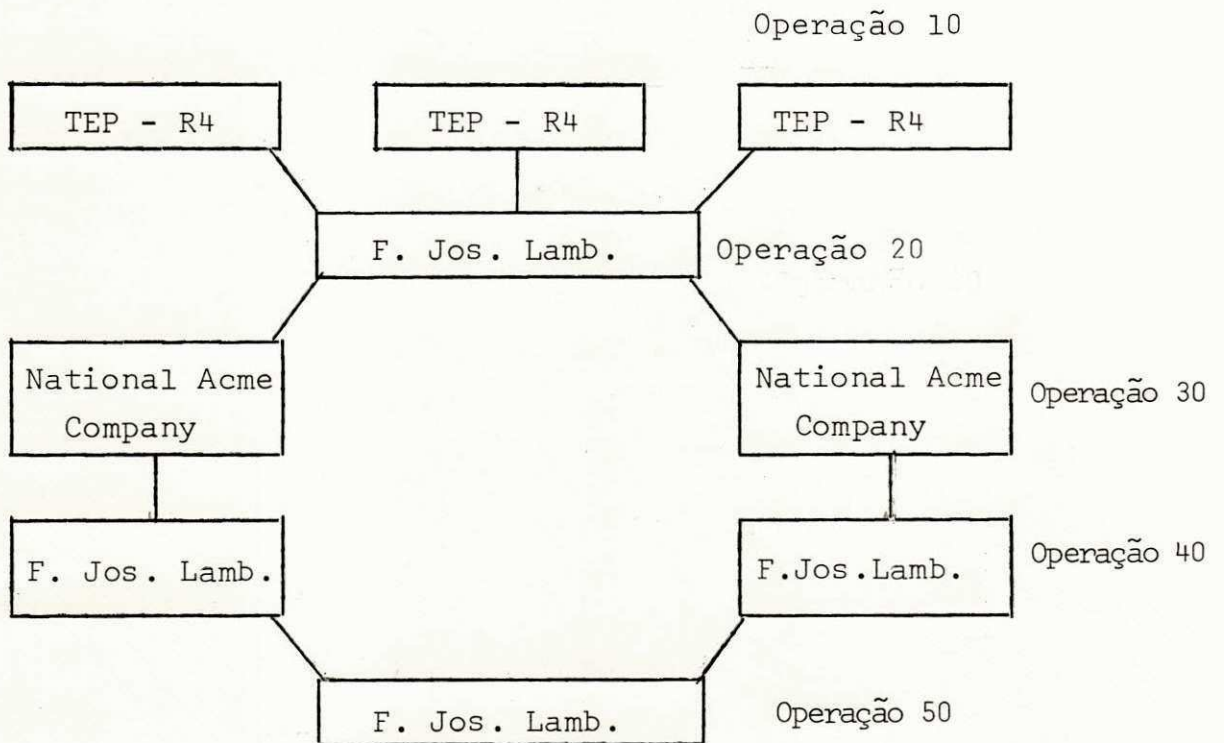 Operação 10
TEP - R4 TEP - R4 TEP - R4
F. Jos. Lamb. Operação 20
National Acme National Acme
Company Company Operação 30
F. Jos. Lamb. F.Jos.Lamb. Operação 40
F. Jos. Lamb. Operação 50